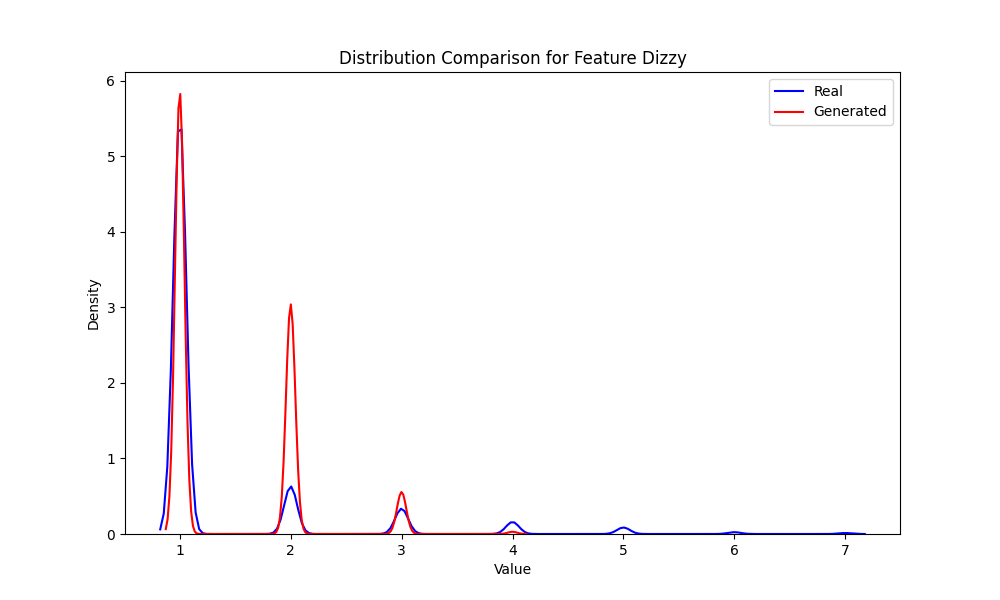 Distribution Comparison for Feature Dizzy
Real
Generated
6
5
4
3
2
1
0
Density
1 2 3 4 5 6 7
Value